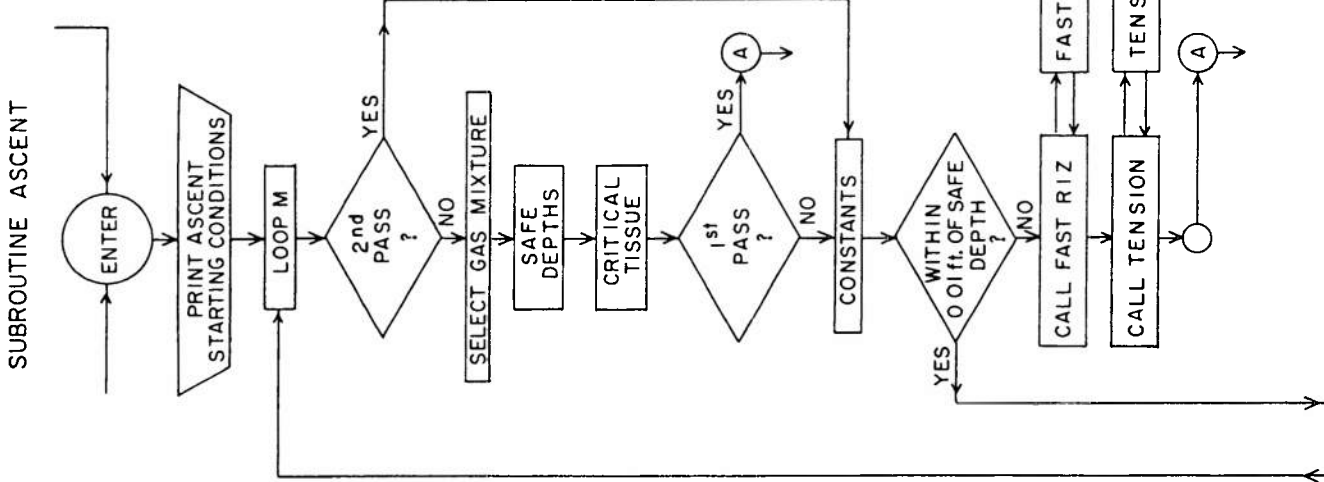 SUBROUTINE ASCENT
ENTER
PRINT ASCENT
STARTING CONDITIONS
LOOP M
2nd
PASS
?
YES
NO
SELECT GAS MIXTURE
SAFE
DEPTHS
CRITICAL
TISSUE
1st
PASS
?
YES
A
NO
CONSTANTS
WITHIN
0 01 ft. OF SAFE
DEPTH
?
YES
NO
CALL FAST RIZ
FAST
CALL TENSION
TENS
A